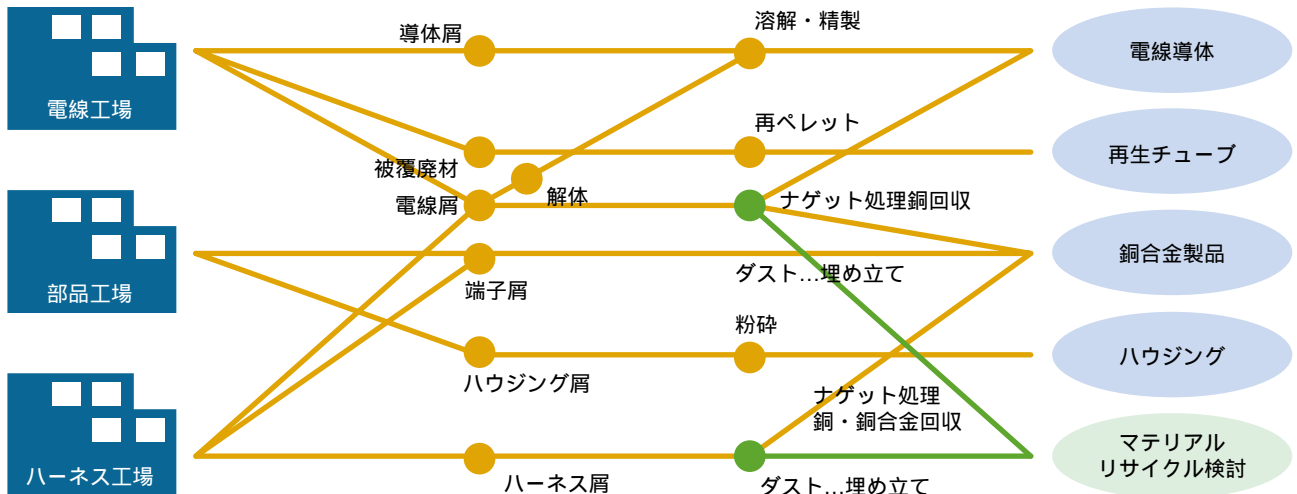 電線工場
部品工場
ハーネス工場
導体屑
被覆廃材
電線屑
解体
端子屑
ハウジング屑
ハーネス屑
溶解・精製
再ペレット
ナゲット処理銅回収
ダスト…埋め立て
粉砕
ナゲット処理
銅・銅合金回収
ダスト…埋め立て
電線導体
再生チューブ
銅合金製品
ハウジング
マテリアル
リサイクル検討